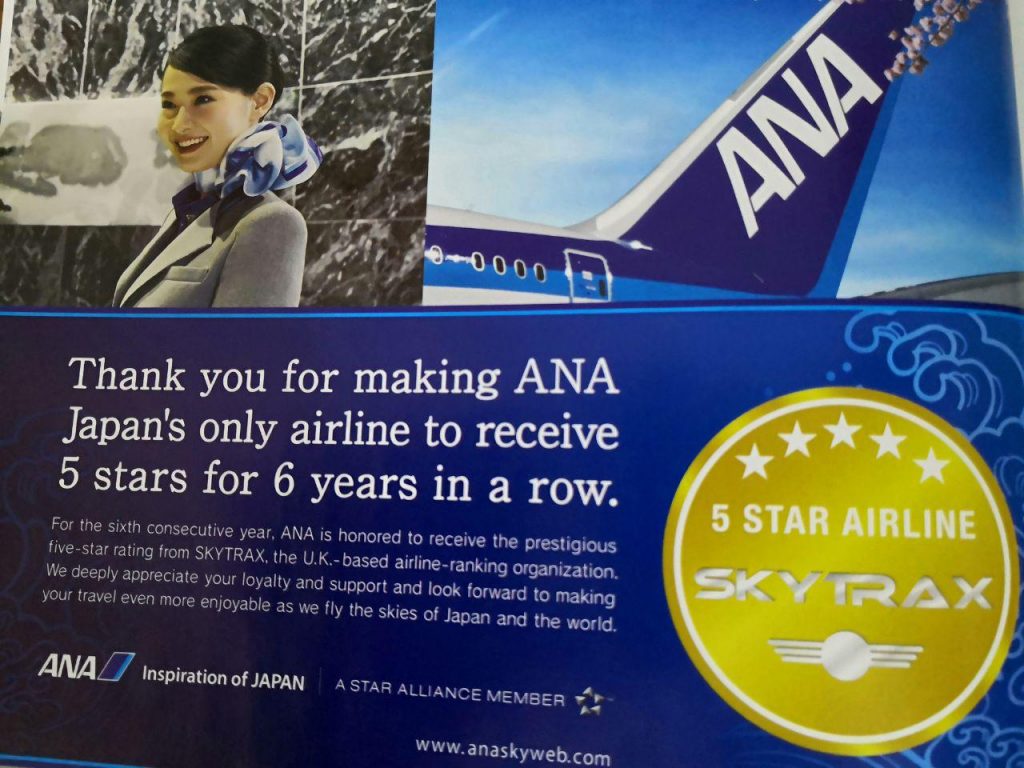 ANA
Thank you for making ANA
Japan's only airline to receive
5 stars for 6 years in a row.
For the sixth consecutive year, ANA is honored to receive the prestigious
five-star rating from SKYTRAX, the U.K.-based airline-ranking organization.
We deeply appreciate your loyalty and support and look forward to making
your travel even more enjoyable as we fly the skies of Japan and the world.
5 STAR AIRLINE
SKYTRAX
ANA Inspiration of JAPAN | A STAR ALLIANCE MEMBER
www.anaskyweb.com